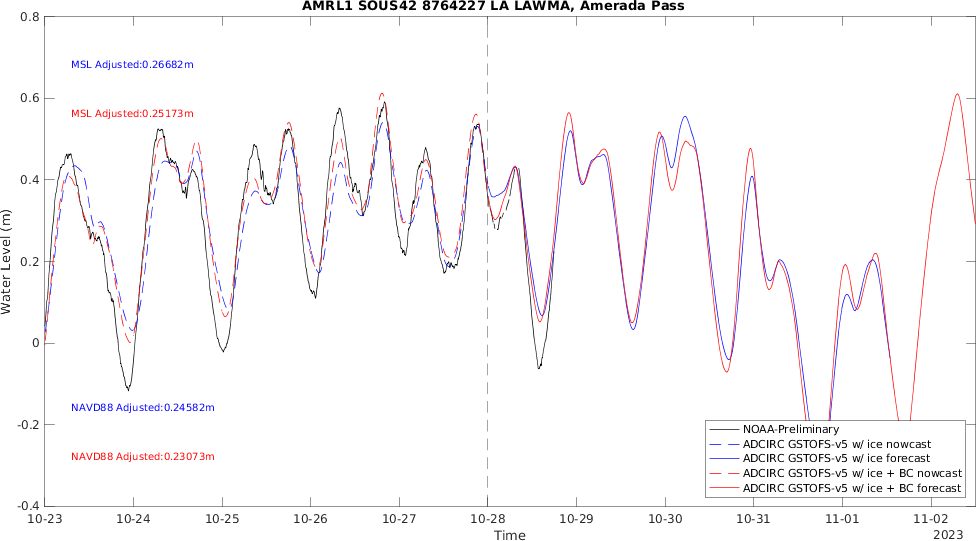 AMRL1 SOUS42 8764227 LA LAWMA, Amerada Pass
0.8
MSL Adjusted:0.26682m
0.6
MSL Adjusted:0.25173m
0.4
Water Level (m)
0.2
0
-0.2
NAVD88 Adjusted:0.24582m
NAVD88 Adjusted:0.23073m
-0.4
NOAA-Preliminary
ADCIRC GSTOFS-v5 w/ ice nowcast
ADCIRC GSTOFS-v5 w/ ice forecast
ADCIRC GSTOFS-v5 w/ ice + BC nowcast
ADCIRC GSTOFS-v5 w/ ice + BC forecast
10-23 10-24 10-25 10-26 10-27 10-28 10-29 10-30 10-31 11-01 11-02
Time
2023